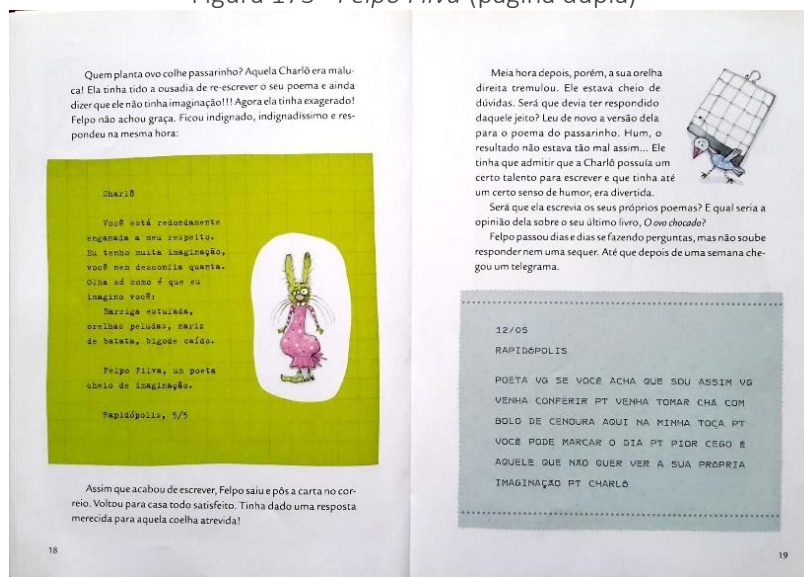 Figura 175 - Felpo Filva (página dupla)
Quem planta ovo colhe passarinho? Aquela Charlô era malu-
ca! Ela tinha tido a ousadia de re-escrever o seu poema e ainda
dizer que ele não tinha imaginação!!! Agora ela tinha exagerado!
Felpo não achou graça. Ficou indignado, indignadíssimo e res-
pondeu na mesma hora:
Charlô
Você está redondamente
enganada a meu respeito.
Eu tenho muita imaginação,
você nem desconfia quanta.
Olha só como é que eu
imagino você:
Barriga estufada,
orelhas peludas, nariz
de batata, bigode caído.
Felpo Filva, um poeta
cheio de imaginação.
Rapidópolis, 5/5
Assim que acabou de escrever, Felpo saiu e pôs a carta no cor-
reio. Voltou para casa todo satisfeito. Tinha dado uma resposta
merecida para aquela coelha atrevida!
18
Meia hora depois, porém, a sua orelha
direita tremulou. Ele estava cheio de
dúvidas. Será que devia ter respondido
daquele jeito? Leu de novo a versão dela
para o poema do passarinho. Hum, o
resultado não estava tão mal assim... Ele
tinha que admitir que a Charlô possuía um
certo talento para escrever e que tinha até
um certo senso de humor, era divertida.
Será que ela escrevia os seus próprios poemas? E qual seria a
opinião dela sobre o seu último livro, O ovo chocado?
Felpo passou dias e dias se fazendo perguntas, mas não soube
responder nem uma sequer. Até que depois de uma semana che-
gou um telegrama.
12/05
RAPIDÓPOLIS
POETA VG SE VOCÊ ACHA QUE SOU ASSIM VG
VENHA CONFERIR PT VENHA TOMAR CHÁ COM
BOLO DE CENOURA AQUI NA MINHA TOCA PT
VOCÊ PODE MARCAR O DIA PT PIOR CEGO É
AQUELE QUE NÃO QUER VER A SUA PRÓPRIA
IMAGINAÇÃO PT CHARLÔ
19